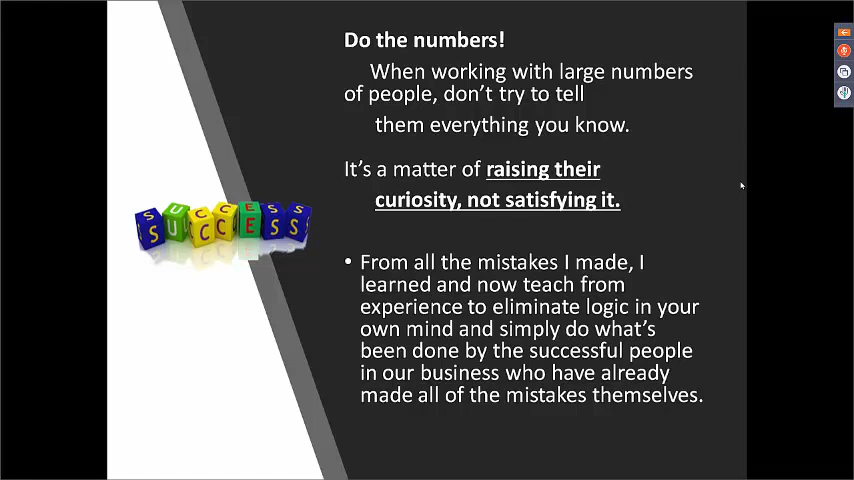 Do the numbers!
When working with large numbers
of people, don't try to tell
them everything you know.
It's a matter of raising their
curiosity, not satisfying it.
SUCCESS
• From all the mistakes I made, I
learned and now teach from
experience to eliminate logic in your
own mind and simply do what's
been done by the successful people
in our business who have already
made all of the mistakes themselves.